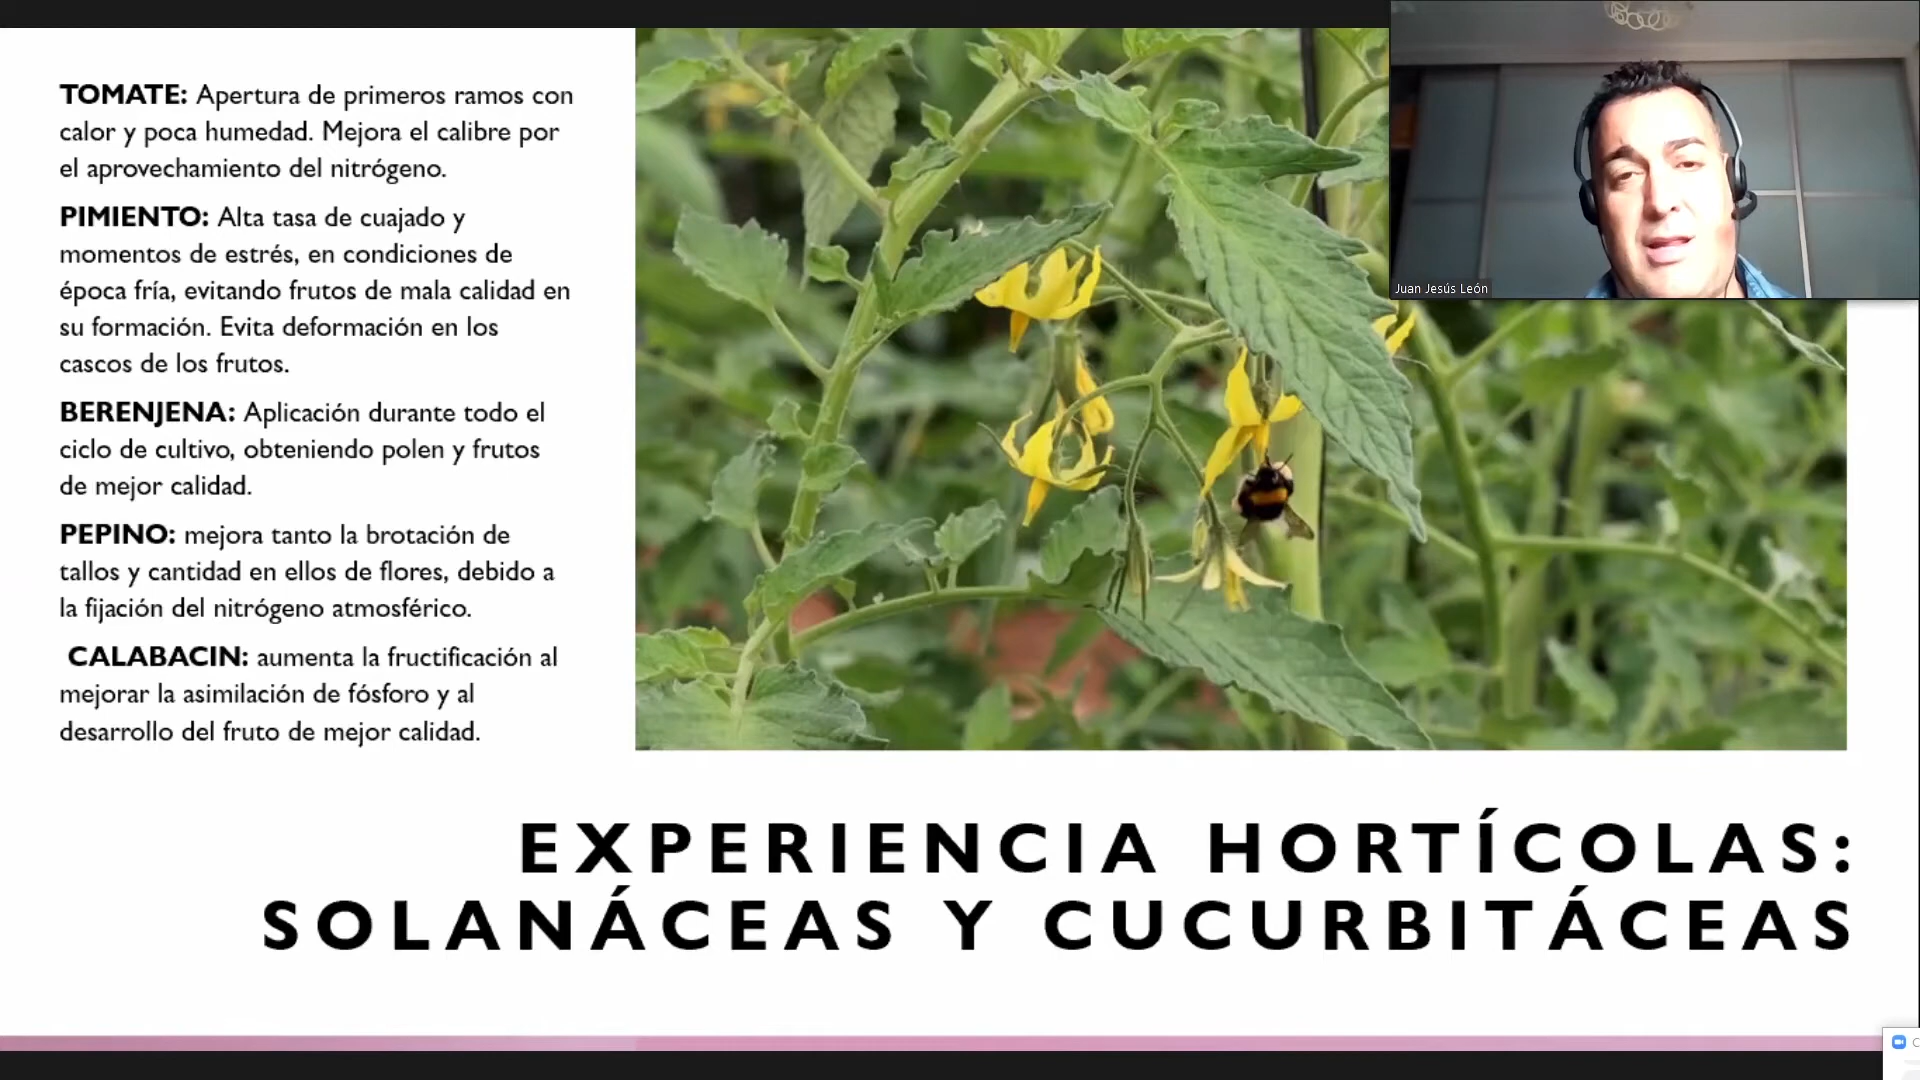 TOMATE: Apertura de primeros ramos con
calor y poca humedad. Mejora el calibre por
el aprovechamiento del nitrógeno.
PIMIENTO: Alta tasa de cuajado y
momentos de estrés, en condiciones de
época fría, evitando frutos de mala calidad en
su formación. Evita deformación en los
cascos de los frutos.
BERENJENA: Aplicación durante todo el
ciclo de cultivo, obteniendo polen y frutos
de mejor calidad.
PEPINO: mejora tanto la brotación de
tallos y cantidad en ellos de flores, debido a
la fijación del nitrógeno atmosférico.
CALABACIN: aumenta la fructificación al
mejorar la asimilación de fósforo y al
desarrollo del fruto de mejor calidad.
Juan Jesús León
EXPERIENCIA HORTÍCOLAS:
SOLANÁCEAS Y CUCURBITÁCEAS